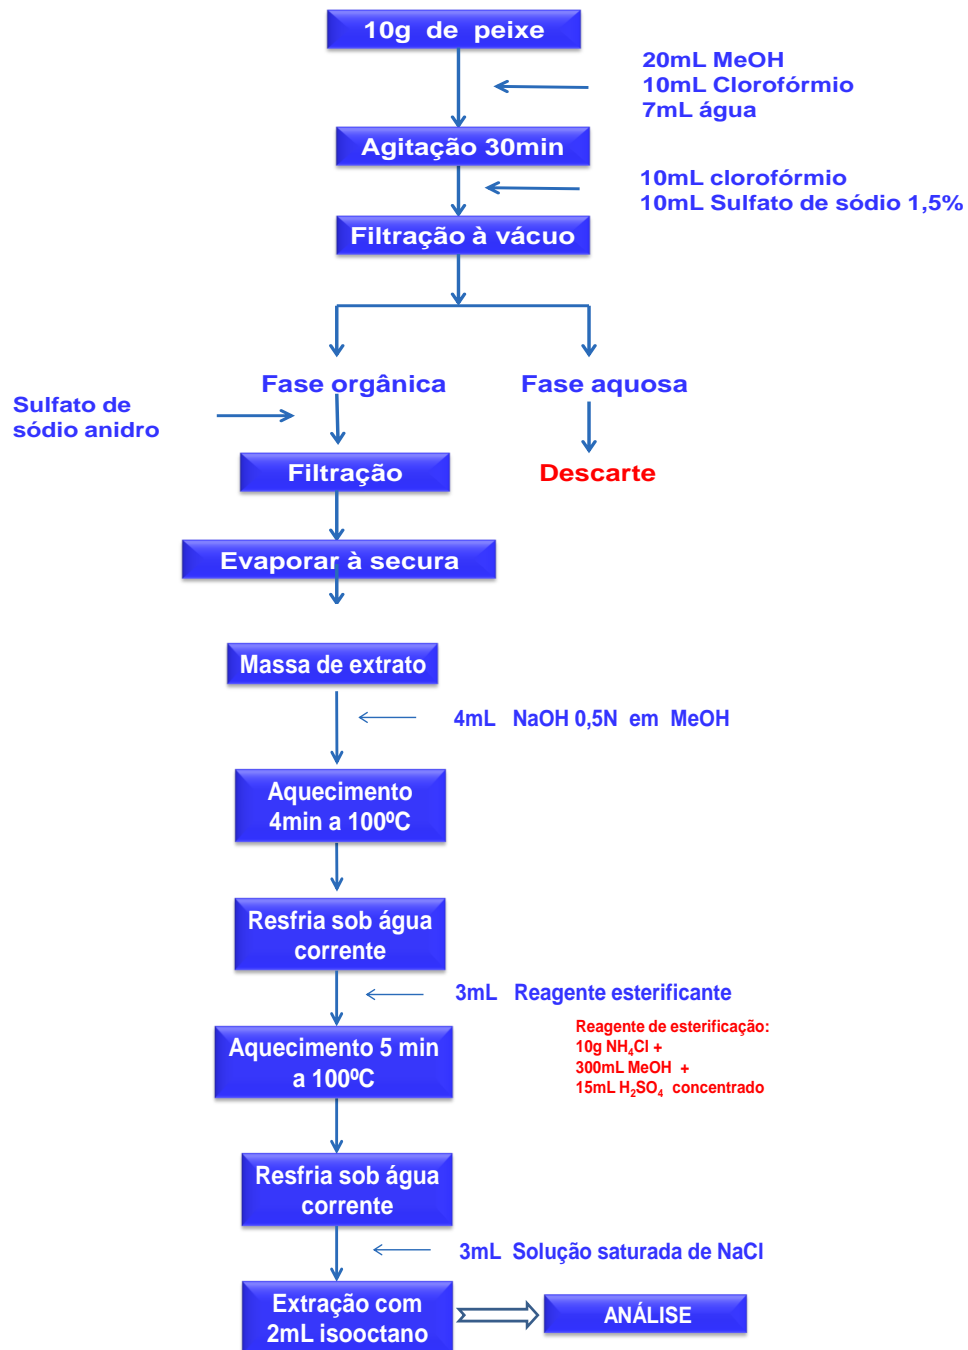 10g de peixe
20mL MeOH
10mL Clorofórmio
7mL água
Agitação 30min
10mL clorofórmio
10mL Sulfato de sódio 1,5%
Filtração à vácuo
Fase orgânica
Fase aquosa
Sulfato de
sódio anidro
Filtração
Descarte
Evaporar à secura
Massa de extrato
4mL NaOH 0,5N em MeOH
Aquecimento
4min a 100ºC
Resfria sob água
corrente
3mL Reagente esterificante
Reagente de esterificação:
10g NH₄Cl +
300mL MeOH +
15mL H₂SO₄ concentrado
Aquecimento 5 min
a 100ºC
Resfria sob água
corrente
3mL Solução saturada de NaCl
Extração com
2mL isooctano
ANÁLISE